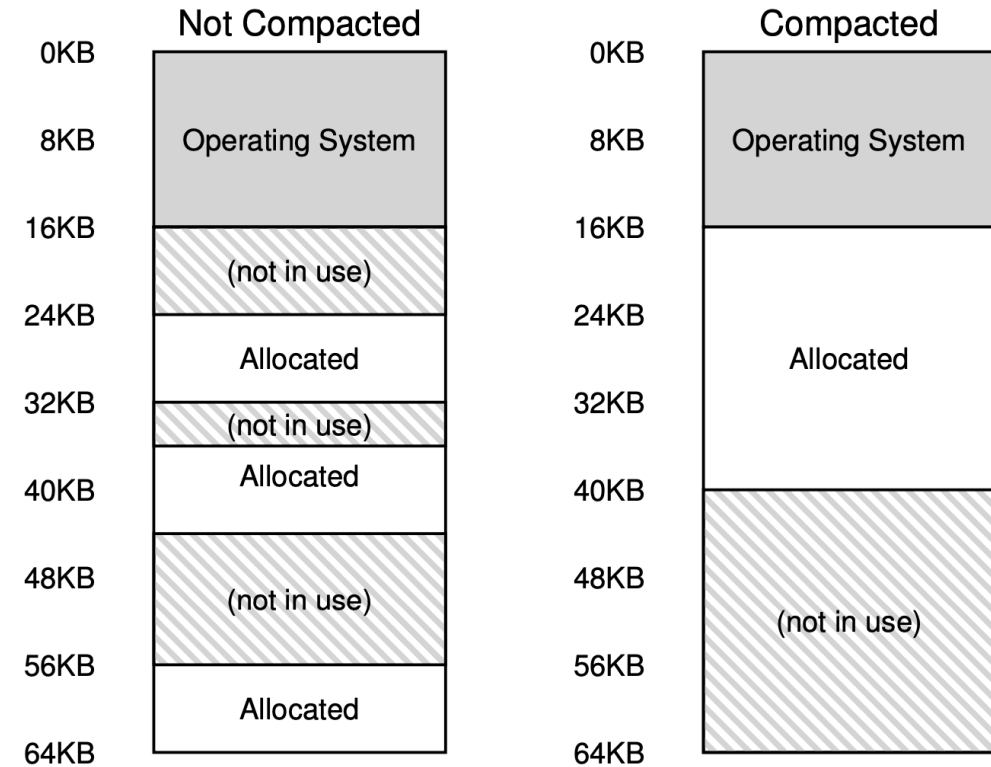 Not Compacted
0KB
8KB
Operating System
16KB
(not in use)
24KB
Allocated
32KB
(not in use)
Allocated
40KB
48KB
(not in use)
56KB
Allocated
64KB
Compacted
0KB
8KB
Operating System
16KB
24KB
Allocated
32KB
40KB
48KB
(not in use)
56KB
64KB